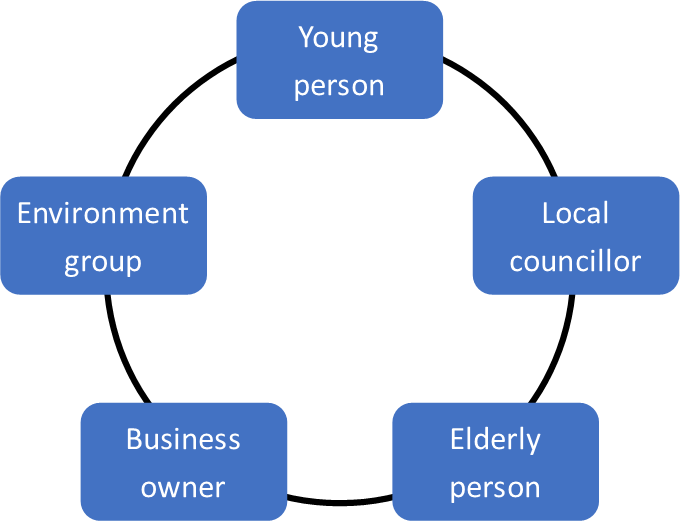 Young
person
Local
councillor
Elderly
person
Business
owner
Environment
group